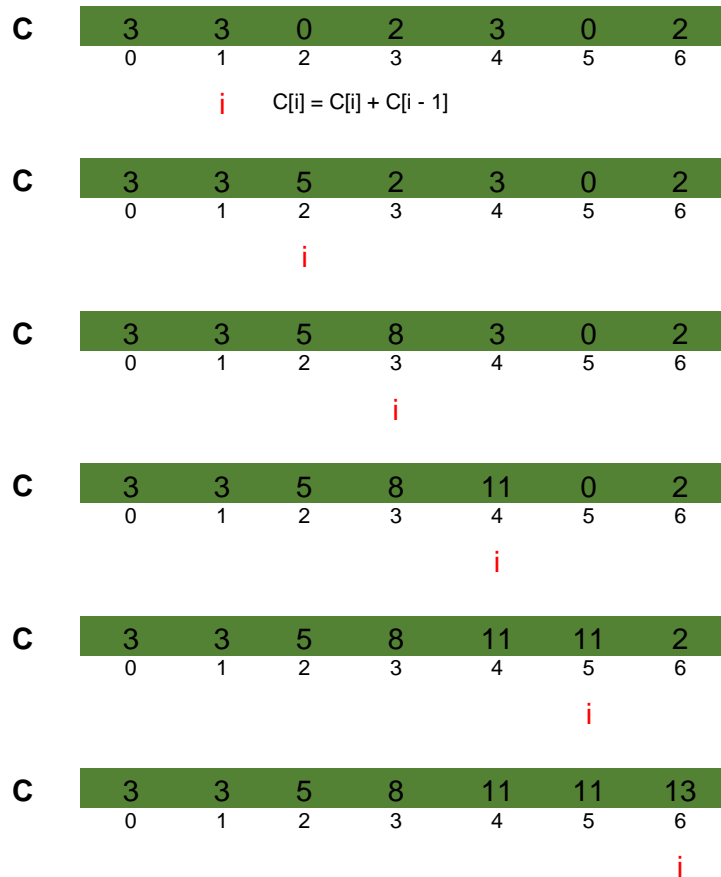 C 3 3 0 2 3 0 2
0 1 2 3 4 5 6
i C[i] = C[i] + C[i - 1]
C 3 3 5 2 3 0 2
0 1 2 3 4 5 6
i
C 3 3 5 8 3 0 2
0 1 2 3 4 5 6
i
C 3 3 5 8 11 0 2
0 1 2 3 4 5 6
i
C 3 3 5 8 11 11 2
0 1 2 3 4 5 6
i
C 3 3 5 8 11 11 13
0 1 2 3 4 5 6
i